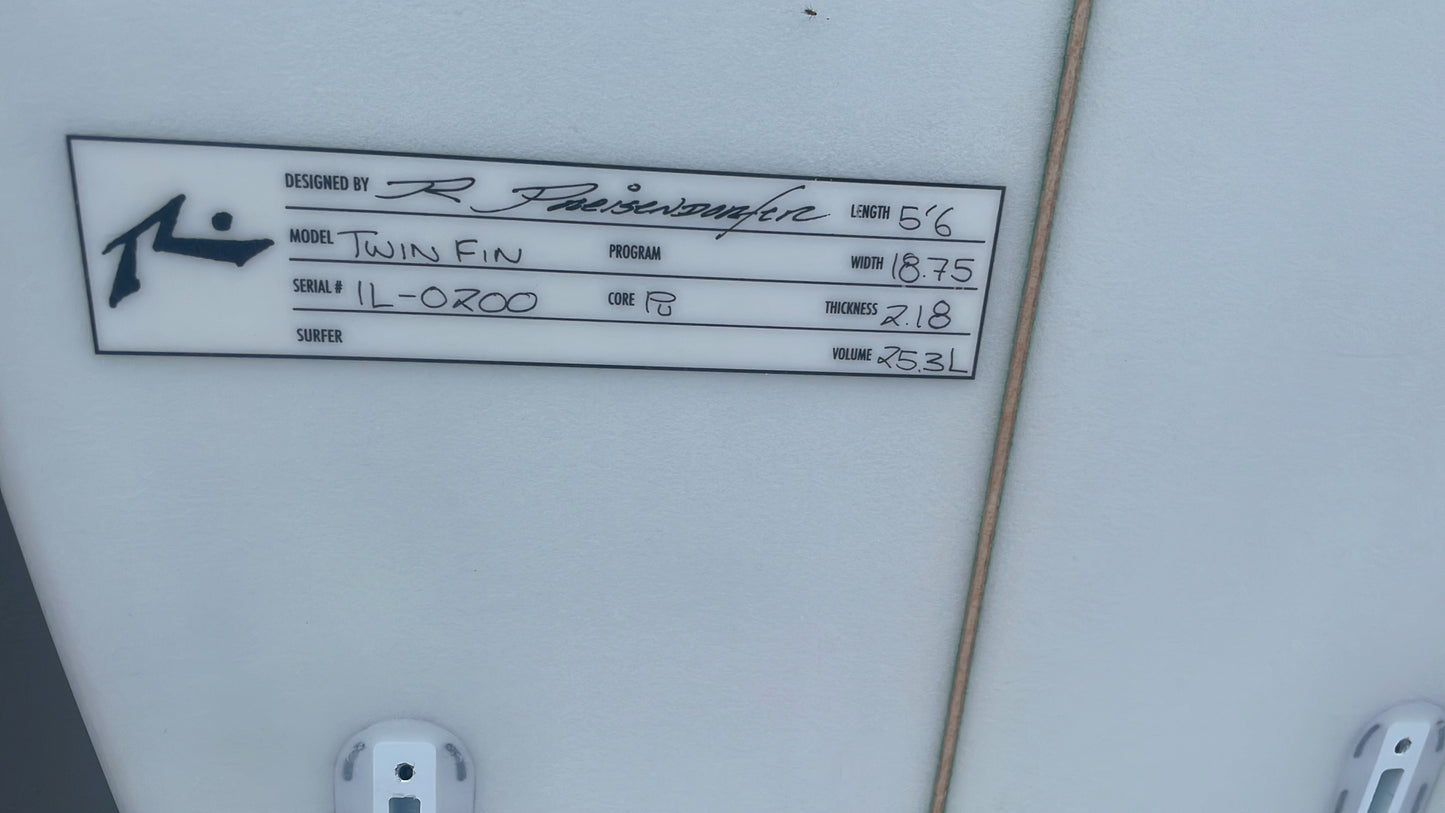 DESIGNED BY R Preisendorfer LENGTH 5'6
MODEL TWIN FIN PROGRAM WIDTH 18.75
SERIAL # IL-0200 CORE PU THICKNESS 2.18
SURFER VOLUME 25.3L